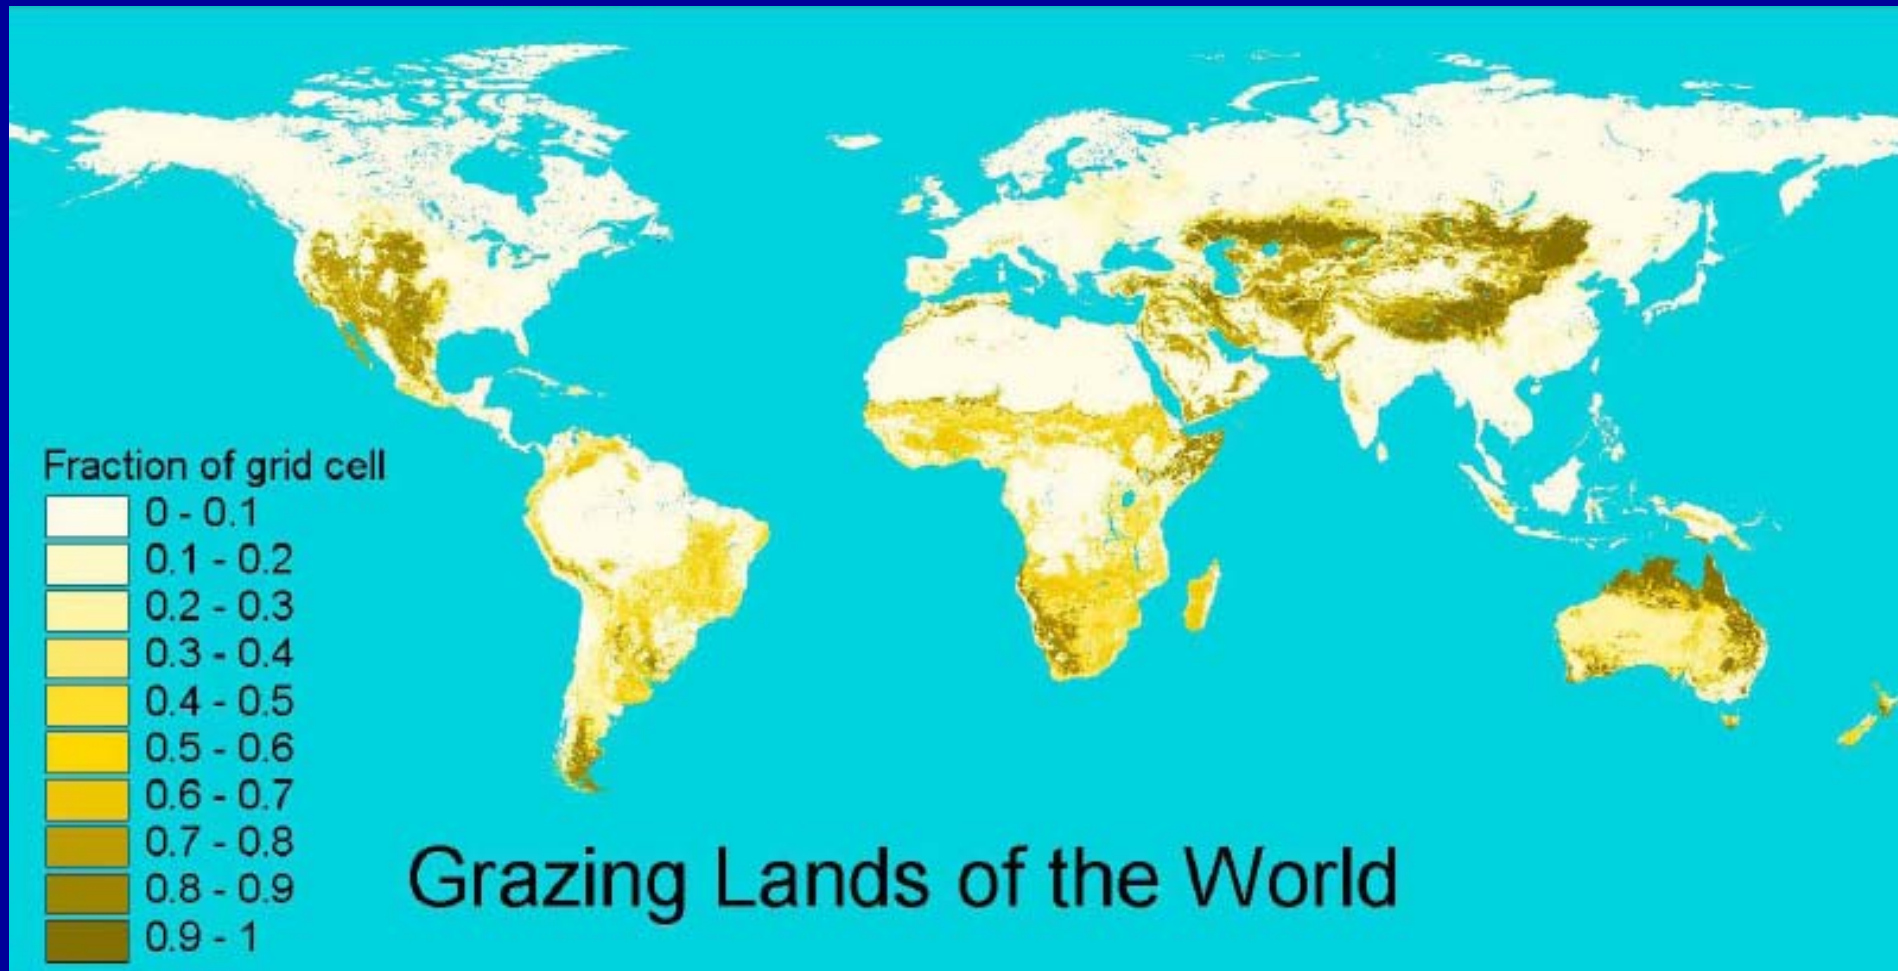 Fraction of grid cell
0 - 0.1
0.1 - 0.2
0.2 - 0.3
0.3 - 0.4
0.4 - 0.5
0.5 - 0.6
0.6 - 0.7
0.7 - 0.8
0.8 - 0.9
0.9 - 1
Grazing Lands of the World